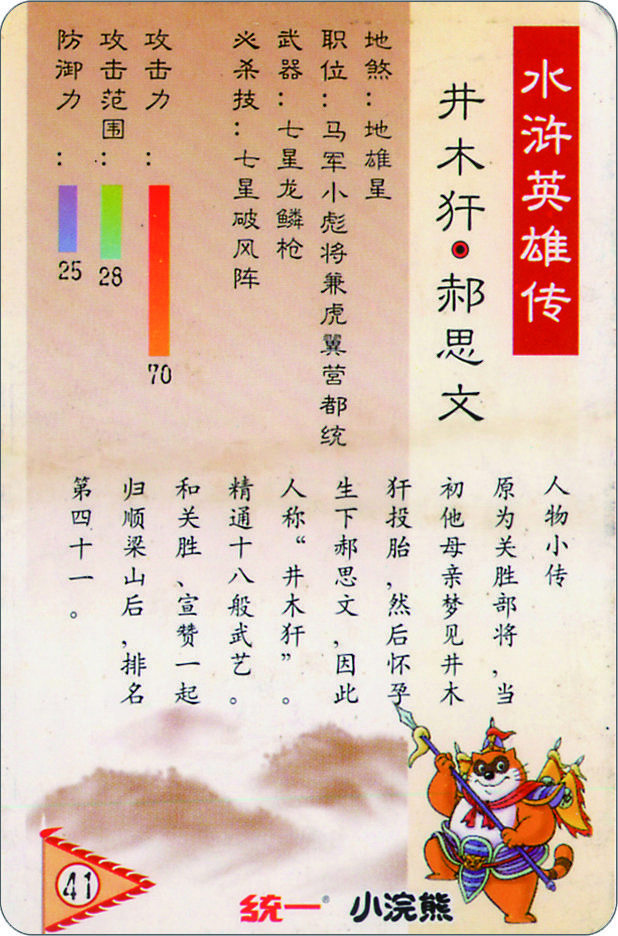 水浒英雄传
井木犴·郝思文
地煞：地雄星
职位：马军小彪将兼虎翼营都统
武器：七星龙鳞枪
必杀技：七星破风阵
攻击力：
70
攻击范围：
28
防御力：
25
人物小传
原为关胜部将，当
初他母亲梦见井木
犴投胎，然后怀孕
生下郝思文，因此
人称“井木犴”。
精通十八般武艺。
和关胜、宣赞一起
归顺梁山后，排名
第四十一。
41
统一® 小浣熊